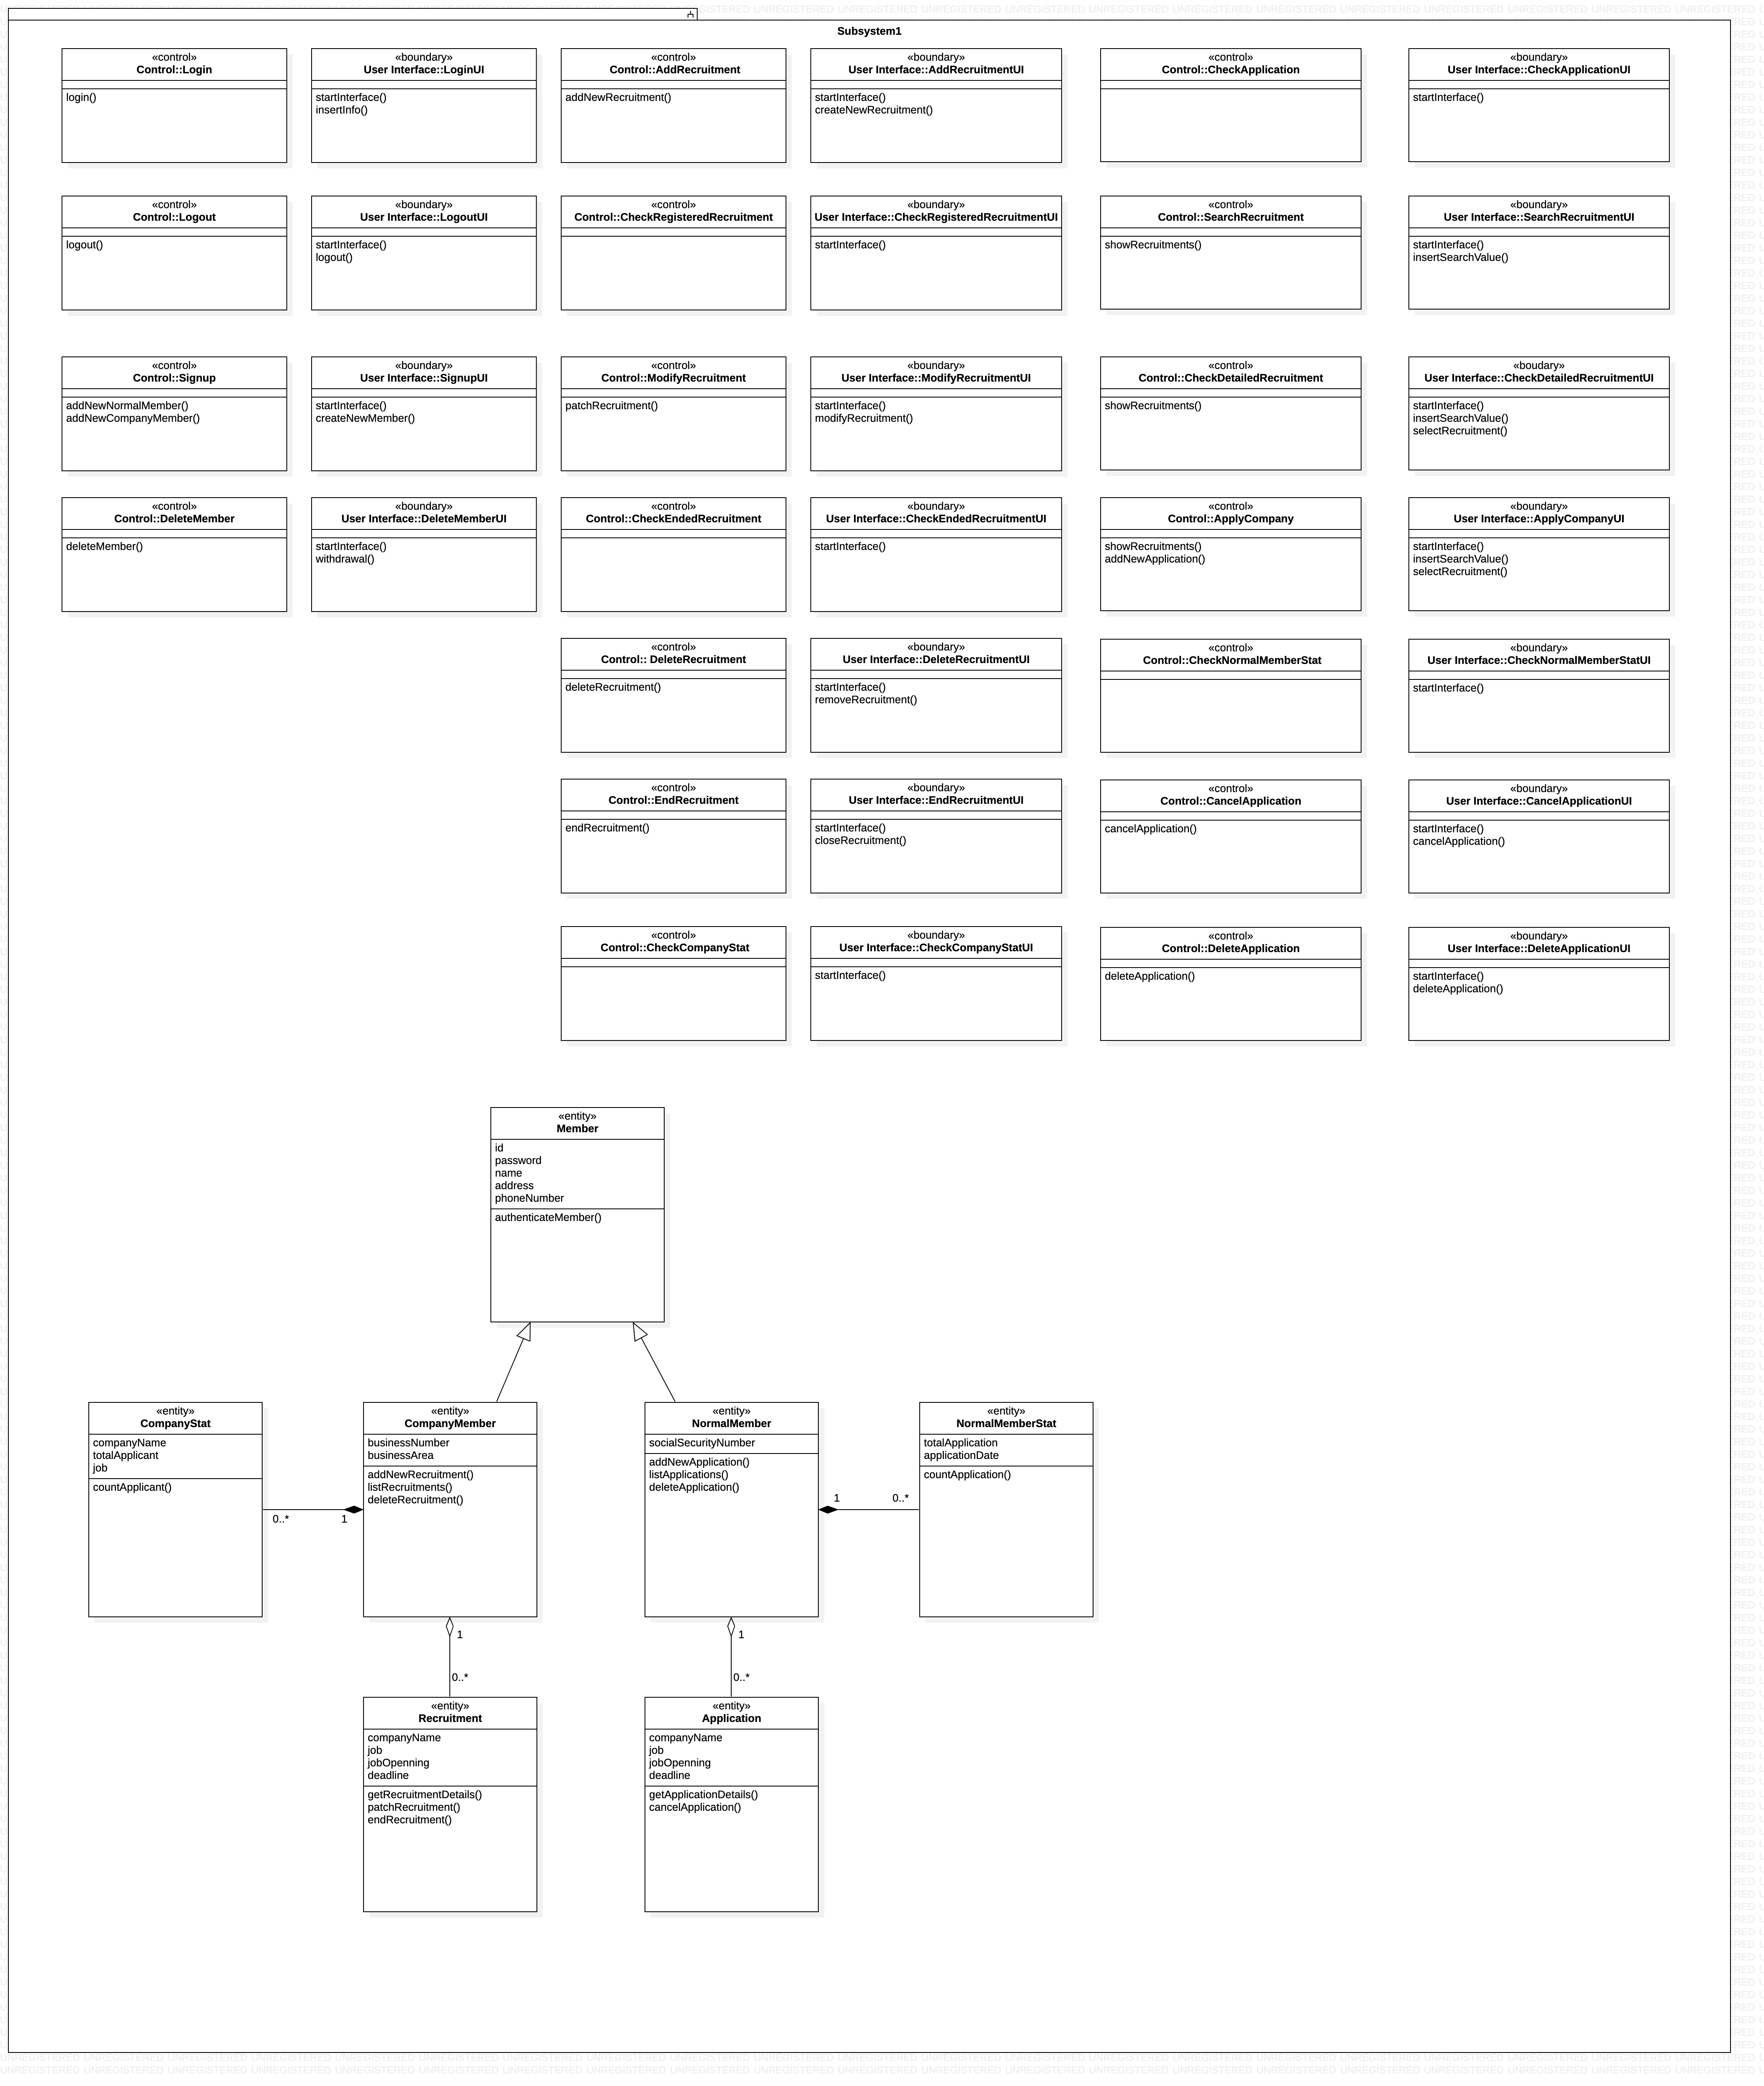 Subsystem1
«control»
Control::Login
login()
«boundary»
User Interface::LoginUI
startInterface()
insertInfo()
«control»
Control::AddRecruitment
addNewRecruitment()
«boundary»
User Interface::AddRecruitmentUI
startInterface()
createNewRecruitment()
«control»
Control::CheckApplication
«boundary»
User Interface::CheckApplicationUI
startInterface()
«control»
Control::Logout
logout()
«boundary»
User Interface::LogoutUI
startInterface()
logout()
«control»
Control::CheckRegisteredRecruitment
«boundary»
User Interface::CheckRegisteredRecruitmentUI
startInterface()
«control»
Control::SearchRecruitment
showRecruitments()
«boundary»
User Interface::SearchRecruitmentUI
startInterface()
insertSearchValue()
«control»
Control::Signup
addNewNormalMember()
addNewCompanyMember()
«boundary»
User Interface::SignupUI
startInterface()
createNewMember()
«control»
Control::ModifyRecruitment
patchRecruitment()
«boundary»
User Interface::ModifyRecruitmentUI
startInterface()
modifyRecruitment()
«control»
Control::CheckDetailedRecruitment
showRecruitments()
«boudary»
User Interface::CheckDetailedRecruitmentUI
startInterface()
insertSearchValue()
selectRecruitment()
«control»
Control::DeleteMember
deleteMember()
«boundary»
User Interface::DeleteMemberUI
startInterface()
withdrawal()
«control»
Control::CheckEndedRecruitment
«boundary»
User Interface::CheckEndedRecruitmentUI
startInterface()
«control»
Control::ApplyCompany
showRecruitments()
addNewApplication()
«boundary»
User Interface::ApplyCompanyUI
startInterface()
insertSearchValue()
selectRecruitment()
«control»
Control:: DeleteRecruitment
deleteRecruitment()
«boundary»
User Interface::DeleteRecruitmentUI
startInterface()
removeRecruitment()
«control»
Control::CheckNormalMemberStat
«boundary»
User Interface::CheckNormalMemberStatUI
startInterface()
«control»
Control::EndRecruitment
endRecruitment()
«boundary»
User Interface::EndRecruitmentUI
startInterface()
closeRecruitment()
«control»
Control::CancelApplication
cancelApplication()
«boundary»
User Interface::CancelApplicationUI
startInterface()
cancelApplication()
«control»
Control::CheckCompanyStat
«boundary»
User Interface::CheckCompanyStatUI
startInterface()
«control»
Control::DeleteApplication
deleteApplication()
«boundary»
User Interface::DeleteApplicationUI
startInterface()
deleteApplication()
«entity»
Member
id
password
name
address
phoneNumber
authenticateMember()
«entity»
CompanyStat
companyName
totalApplicant
job
countApplicant()
0..*
1
«entity»
CompanyMember
businessNumber
businessArea
addNewRecruitment()
listRecruitments()
deleteRecruitment()
«entity»
NormalMember
socialSecurityNumber
addNewApplication()
listApplications()
deleteApplication()
1
0..*
«entity»
NormalMemberStat
totalApplication
applicationDate
countApplication()
1
0..*
1
0..*
«entity»
Recruitment
companyName
job
jobOpenning
deadline
getRecruitmentDetails()
patchRecruitment()
endRecruitment()
«entity»
Application
companyName
job
jobOpenning
deadline
getApplicationDetails()
cancelApplication()